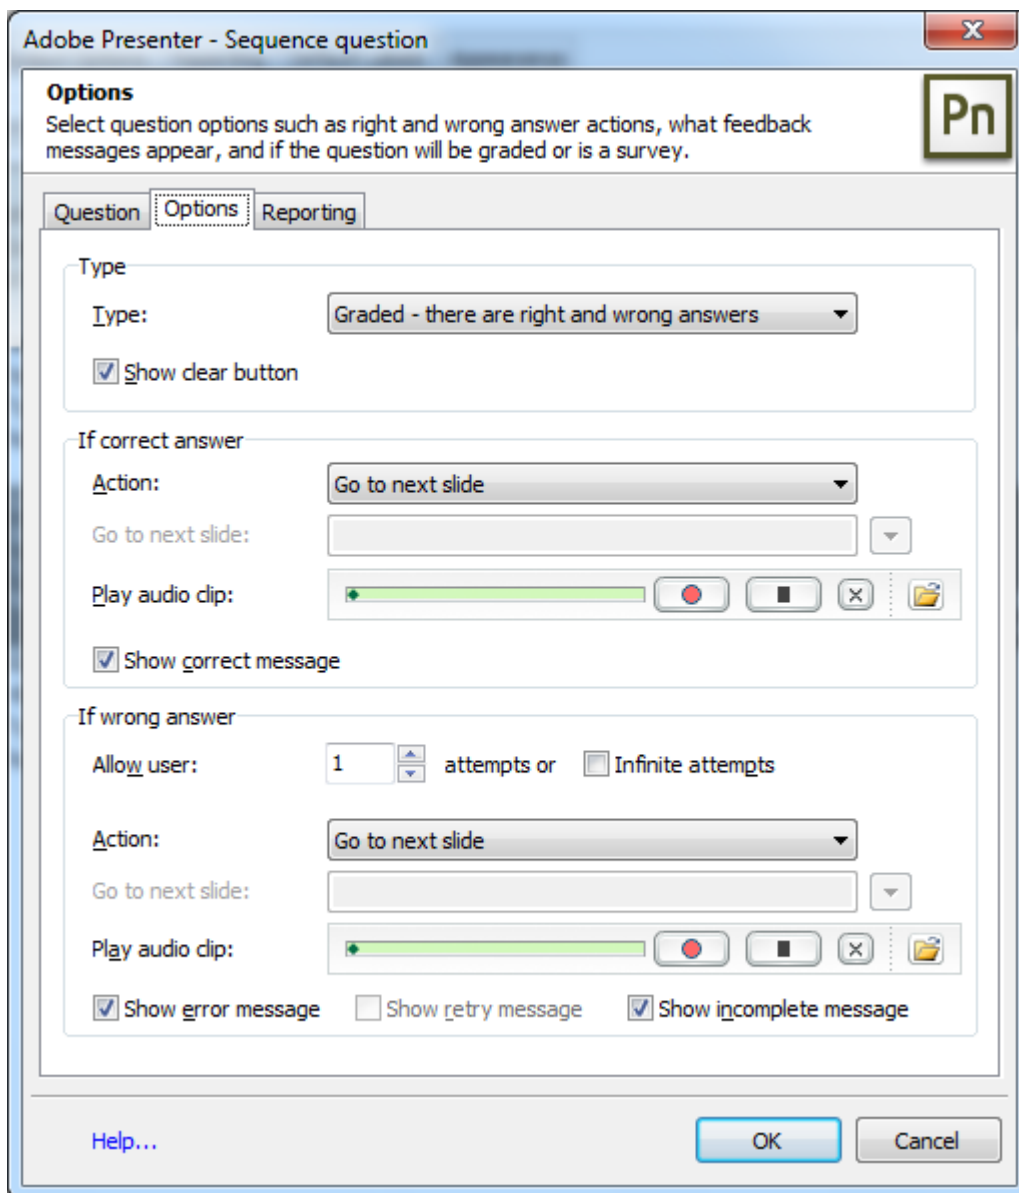 Adobe Presenter - Sequence question
Options
Select question options such as right and wrong answer actions, what feedback
messages appear, and if the question will be graded or is a survey.
Pn
Question Options Reporting
Type
Type: Graded - there are right and wrong answers
Show clear button
If correct answer
Action: Go to next slide
Go to next slide:
Play audio clip:
Show correct message
If wrong answer
Allow user: 1 attempts or Infinite attempts
Action: Go to next slide
Go to next slide:
Play audio clip:
Show error message Show retry message Show incomplete message
Help... OK Cancel